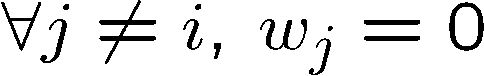 ∀j ≠ i, w_j = 0